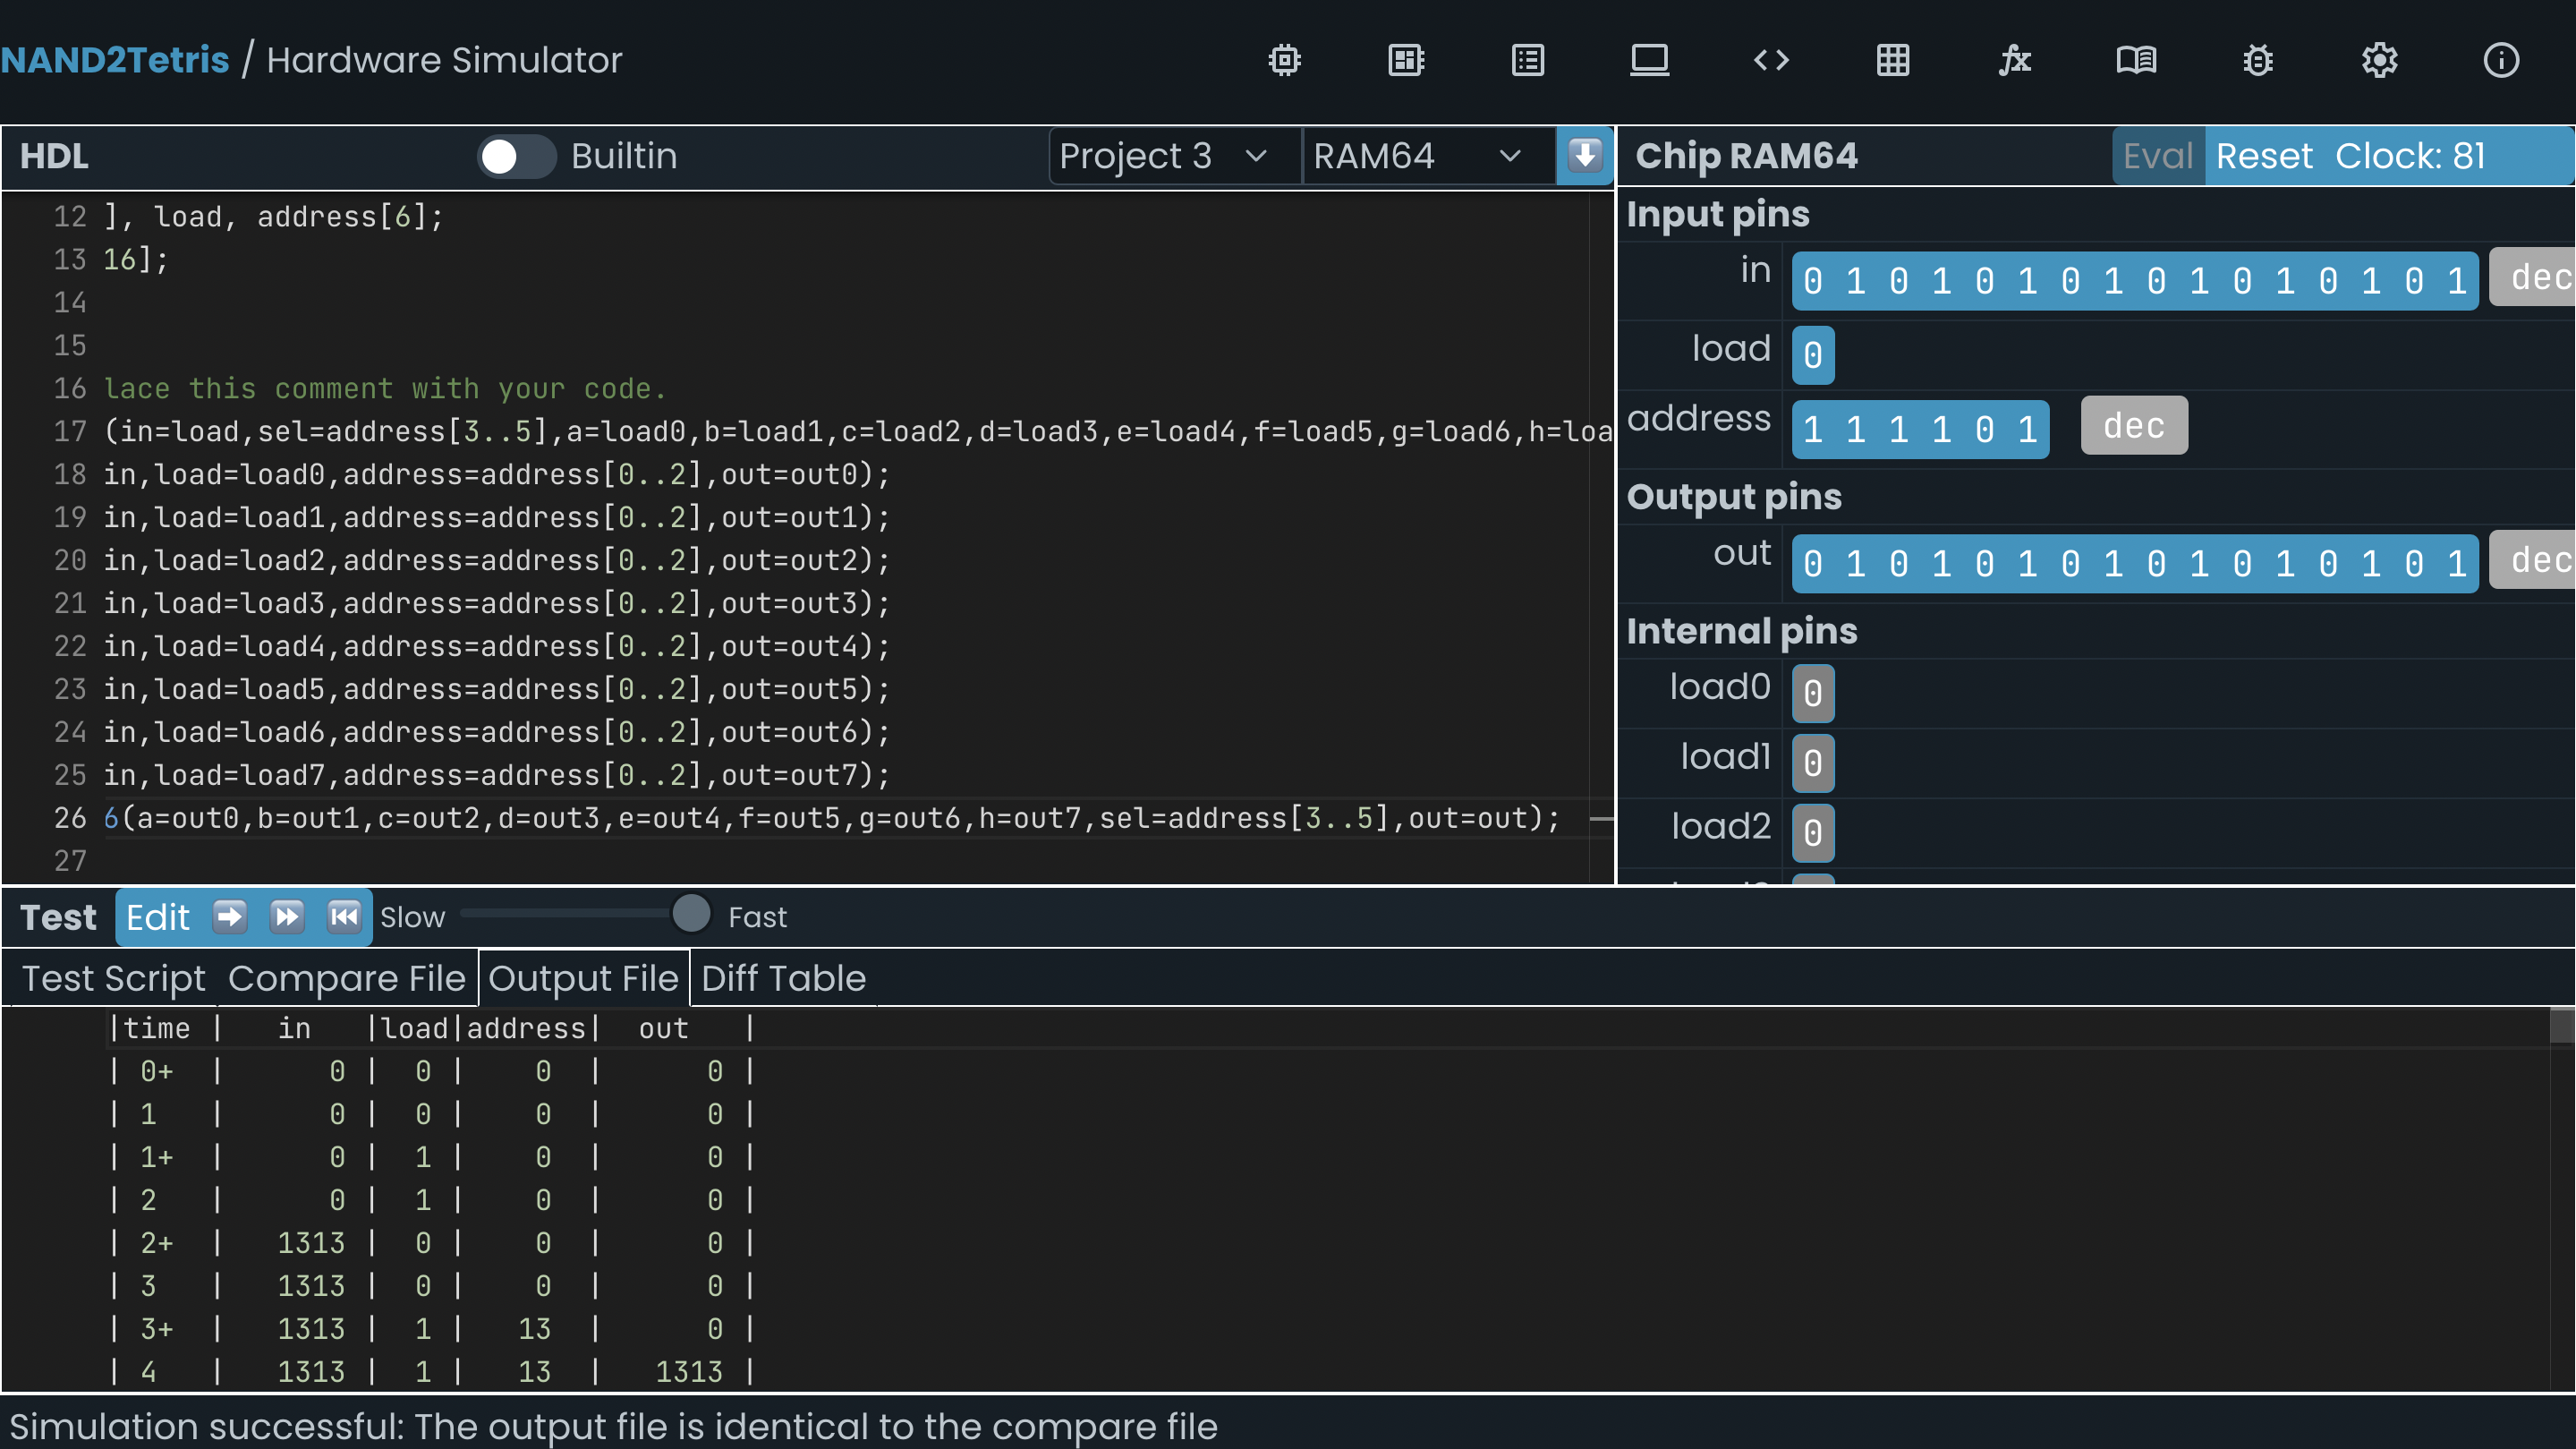 NAND2Tetris / Hardware Simulator
HDL Builtin Project 3 RAM64
12 ], load, address[6];
13 16];
14
15
16 lace this comment with your code.
17 (in=load,sel=address[3..5],a=load0,b=load1,c=load2,d=load3,e=load4,f=load5,g=load6,h=loa
18 in,load=load0,address=address[0..2],out=out0);
19 in,load=load1,address=address[0..2],out=out1);
20 in,load=load2,address=address[0..2],out=out2);
21 in,load=load3,address=address[0..2],out=out3);
22 in,load=load4,address=address[0..2],out=out4);
23 in,load=load5,address=address[0..2],out=out5);
24 in,load=load6,address=address[0..2],out=out6);
25 in,load=load7,address=address[0..2],out=out7);
26 6(a=out0,b=out1,c=out2,d=out3,e=out4,f=out5,g=out6,h=out7,sel=address[3..5],out=out);
27
Chip RAM64 Eval Reset Clock: 81
Input pins
in 0 1 0 1 0 1 0 1 0 1 0 1 0 1 0 1 dec
load 0
address 1 1 1 1 0 1 dec
Output pins
out 0 1 0 1 0 1 0 1 0 1 0 1 0 1 0 1 dec
Internal pins
load0 0
load1 0
load2 0
Test Edit Slow Fast
Test Script Compare File Output File Diff Table
|time | in |load|address| out |
| 0+ | 0 | 0 | 0 | 0 |
| 1 | 0 | 0 | 0 | 0 |
| 1+ | 0 | 1 | 0 | 0 |
| 2 | 0 | 1 | 0 | 0 |
| 2+ | 1313 | 0 | 0 | 0 |
| 3 | 1313 | 0 | 0 | 0 |
| 3+ | 1313 | 1 | 13 | 0 |
| 4 | 1313 | 1 | 13 | 1313 |
Simulation successful: The output file is identical to the compare file